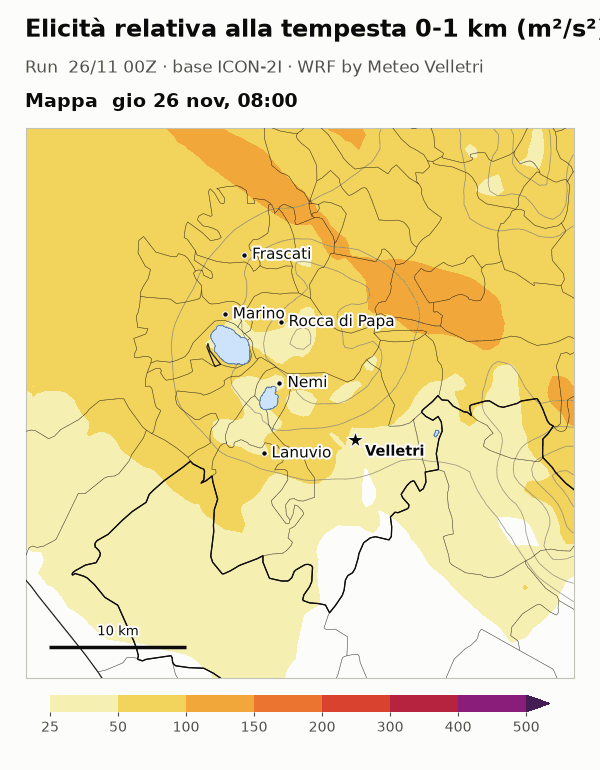 Elicità relativa alla tempesta 0-1 km (m²/s²)
Run  26/11 00Z · base ICON-2I · WRF by Meteo Velletri
Mappa  gio 26 nov, 08:00
Frascati
Marino
Rocca di Papa
Nemi
Velletri
Lanuvio
10 km
25 50 100 150 200 300 400 500